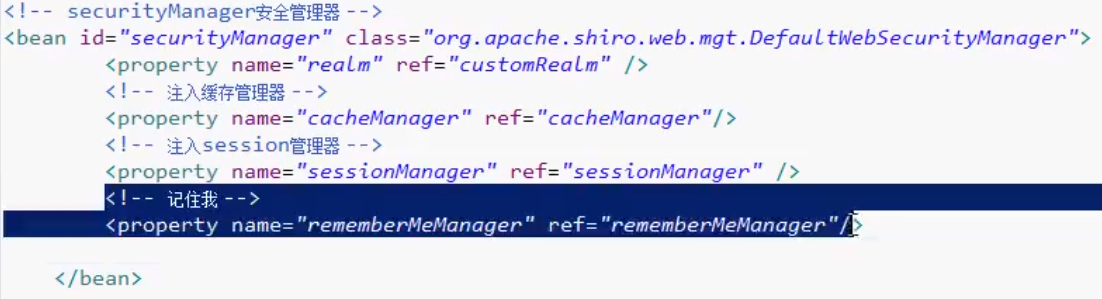 <!-- securityManager安全管理器 -->
<bean id="securityManager" class="org.apache.shiro.web.mgt.DefaultWebSecurityManager">
<property name="realm" ref="customRealm" />
<!-- 注入缓存管理器 -->
<property name="cacheManager" ref="cacheManager"/>
<!-- 注入session管理器 -->
<property name="sessionManager" ref="sessionManager" />
<!-- 记住我 -->
<property name="rememberMeManager" ref="rememberMeManager"/>
</bean>